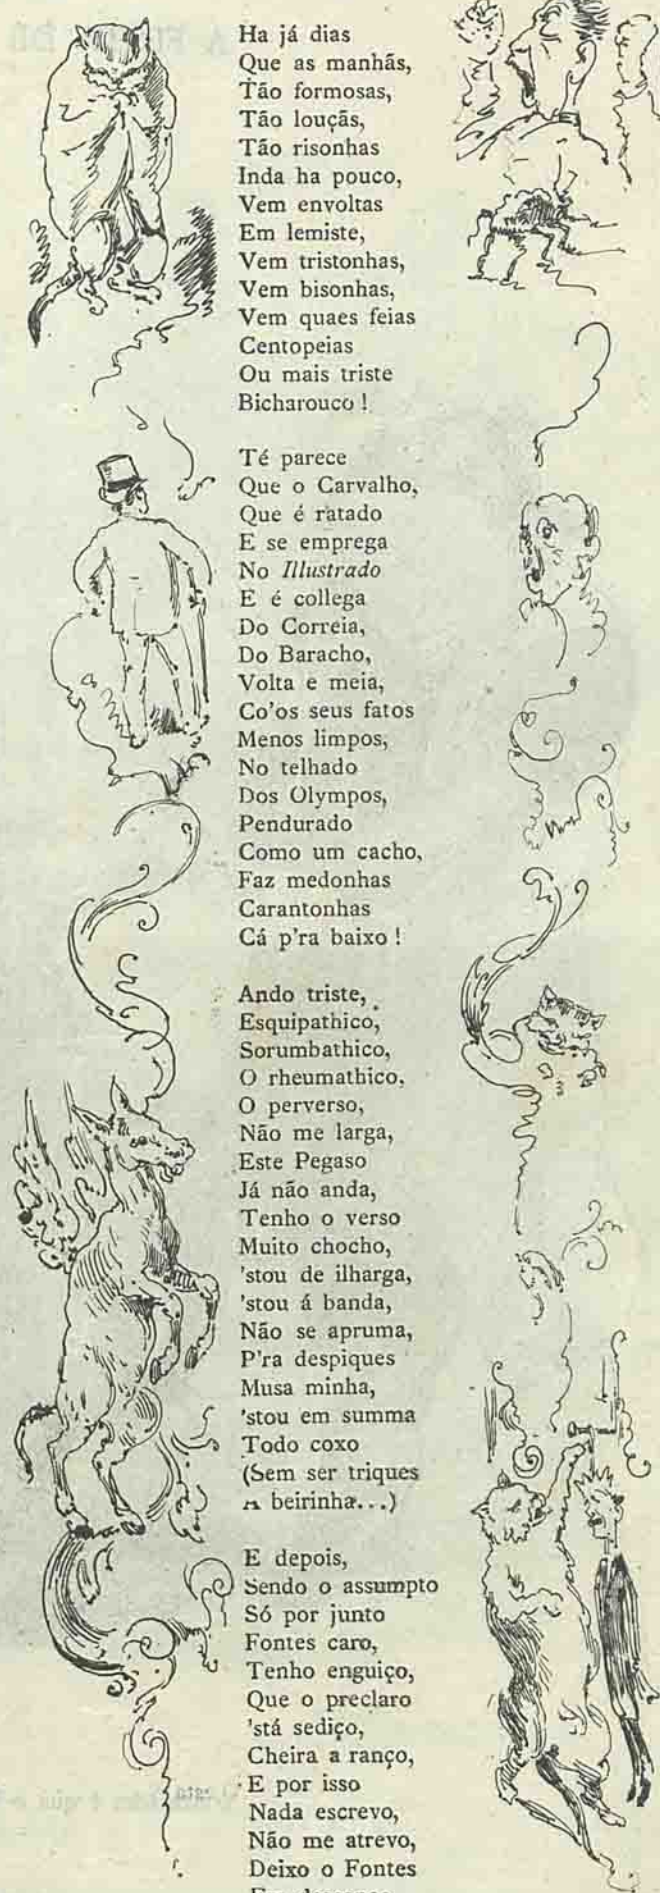 Ha já dias
Que as manhãs,
Tão formosas,
Tão louçãs,
Tão risonhas
Inda ha pouco,
Vem envoltas
Em lemiste,
Vem tristonhas,
Vem bisonhas,
Vem quaes feias
Centopeias
Ou mais triste
Bicharouco !
Té parece
Que o Carvalho,
Que é ratado
E se emprega
No Illustrado
E é collega
Do Correia,
Do Baracho,
Volta e meia,
Co'os seus fatos
Menos limpos,
No telhado
Dos Olympos,
Pendurado
Como um cacho,
Faz medonhas
Carantonhas
Cá p'ra baixo !
Ando triste,
Esquipathico,
Sorumbathico,
O rheumathico,
O perverso,
Não me larga,
Este Pegaso
Já não anda,
Tenho o verso
Muito chocho,
'stou de ilharga,
'stou á banda,
Não se apruma,
P'ra despiques
Musa minha,
'stou em summa
Todo coxo
(Sem ser triques
A beirinha...)
E depois,
Sendo o assumpto
Só por junto
Fontes caro,
Tenho enguiço,
Que o preclaro
'stá sediço,
Cheira a ranço,
E por isso
Nada escrevo,
Não me atrevo,
Deixo o Fontes